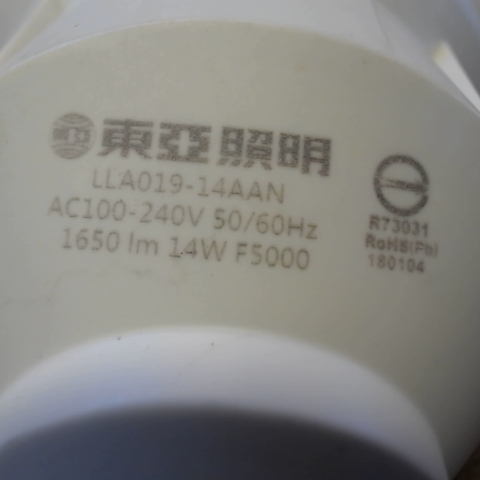 東亞照明
LLA019-14AAN
AC100-240V 50/60Hz
1650 lm 14W F5000
R73031
RoHS(Pb)
180104